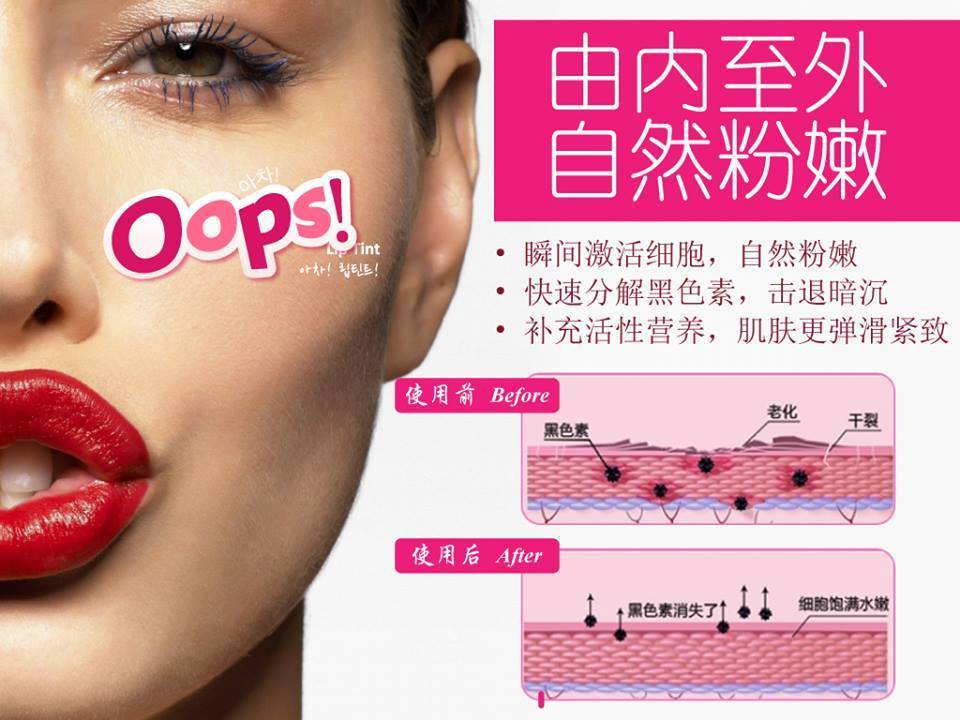 由内至外
自然粉嫩
아차!
Oops!
Lip Tint
아차! 립틴트!
• 瞬间激活细胞，自然粉嫩
• 快速分解黑色素，击退暗沉
• 补充活性营养，肌肤更弹滑紧致
使用前 Before
黑色素
老化
干裂
使用后 After
黑色素消失了
细胞饱满水嫩